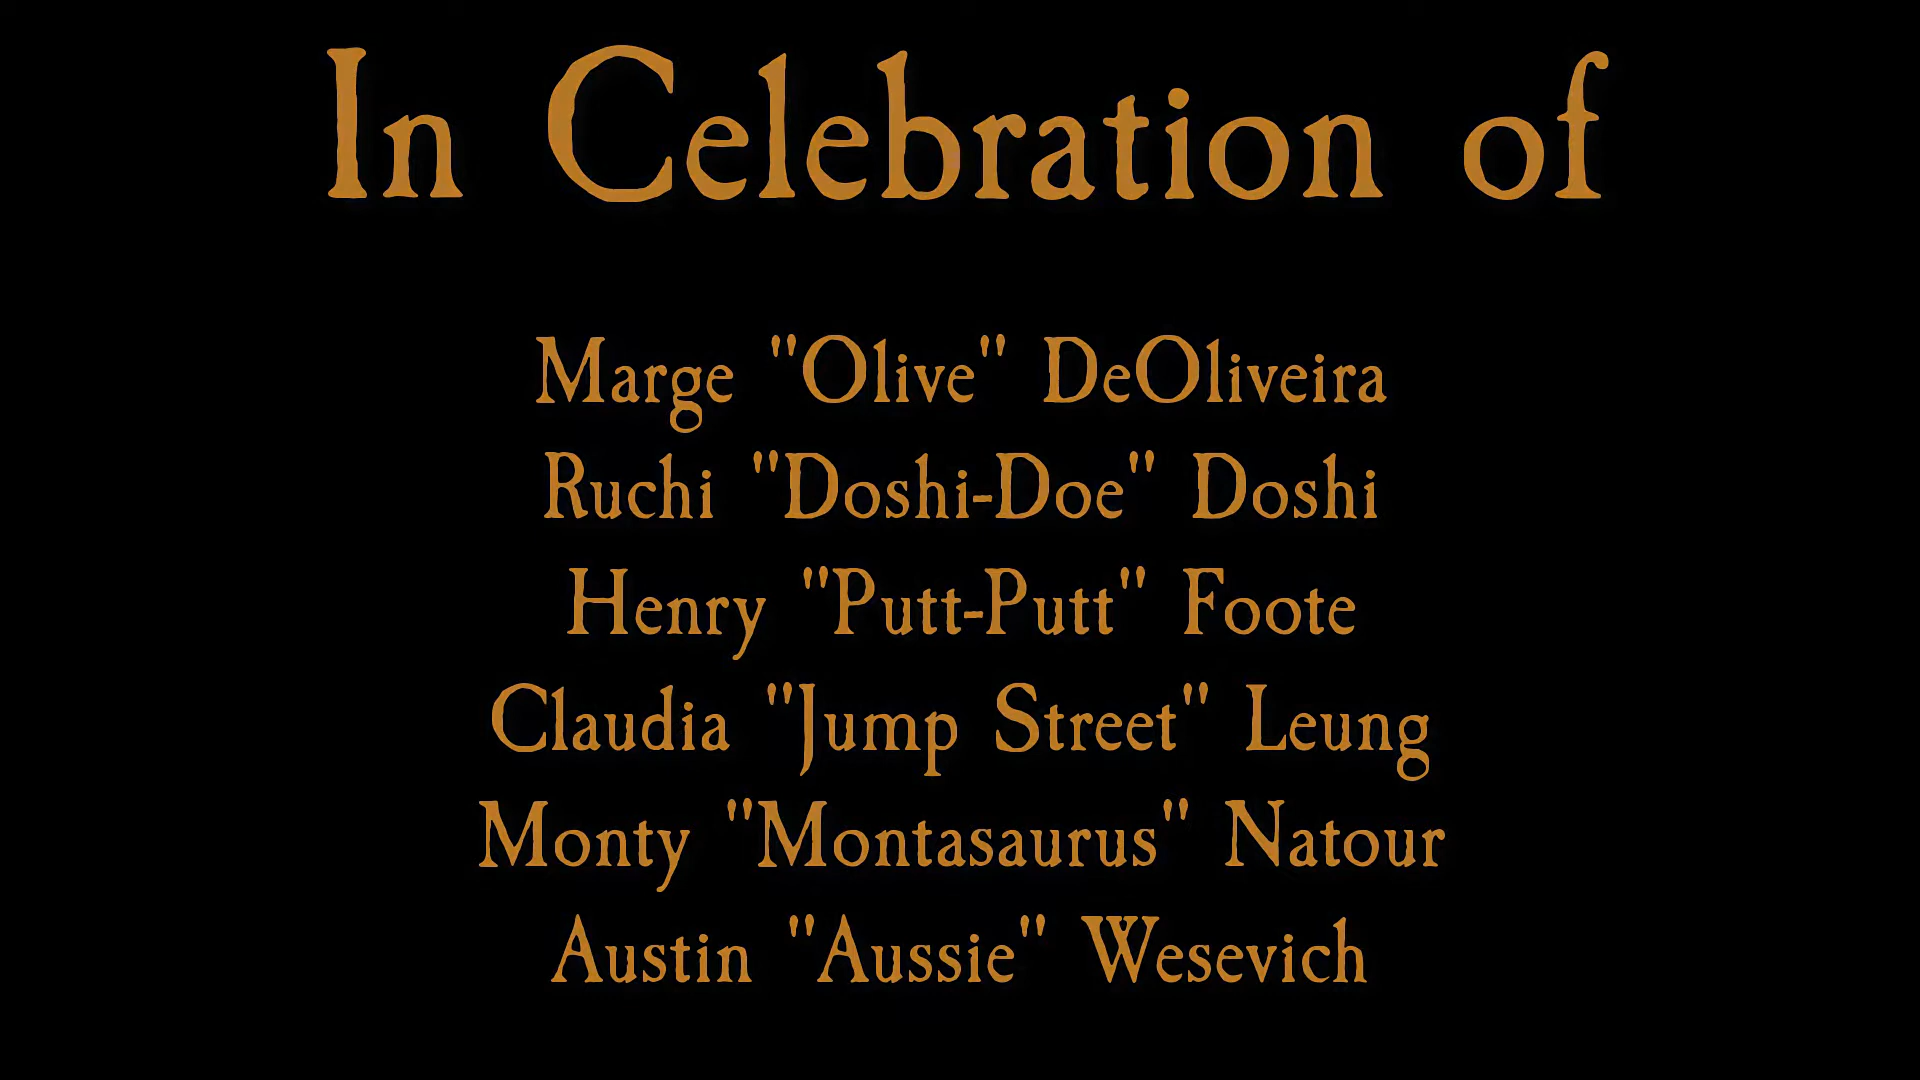 In Celebration of
Marge "Olive" DeOliveira
Ruchi "Doshi-Doe" Doshi
Henry "Putt-Putt" Foote
Claudia "Jump Street" Leung
Monty "Montasaurus" Natour
Austin "Aussie" Wesevich